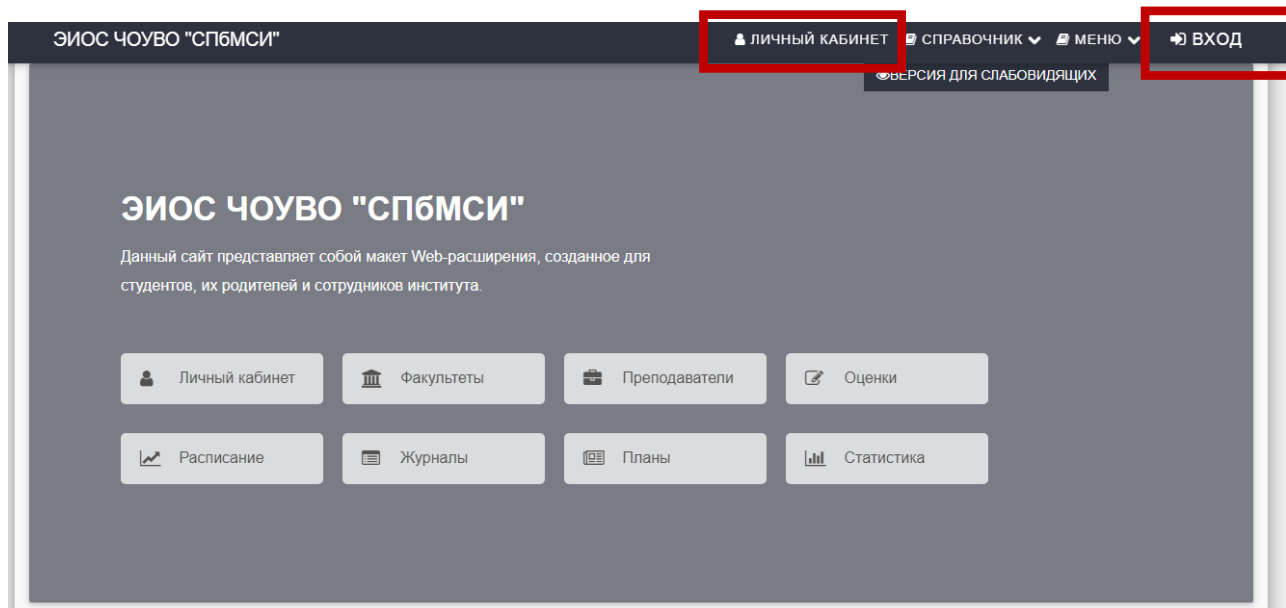 ЭИОС ЧОУВО "СПбМСИ"
ЛИЧНЫЙ КАБИНЕТ СПРАВОЧНИК МЕНЮ ВХОД
ВЕРСИЯ ДЛЯ СЛАБОВИДЯЩИХ
ЭИОС ЧОУВО "СПбМСИ"
Данный сайт представляет собой макет Web-расширения, созданное для
студентов, их родителей и сотрудников института.
Личный кабинет Факультеты Преподаватели Оценки
Расписание Журналы Планы Статистика